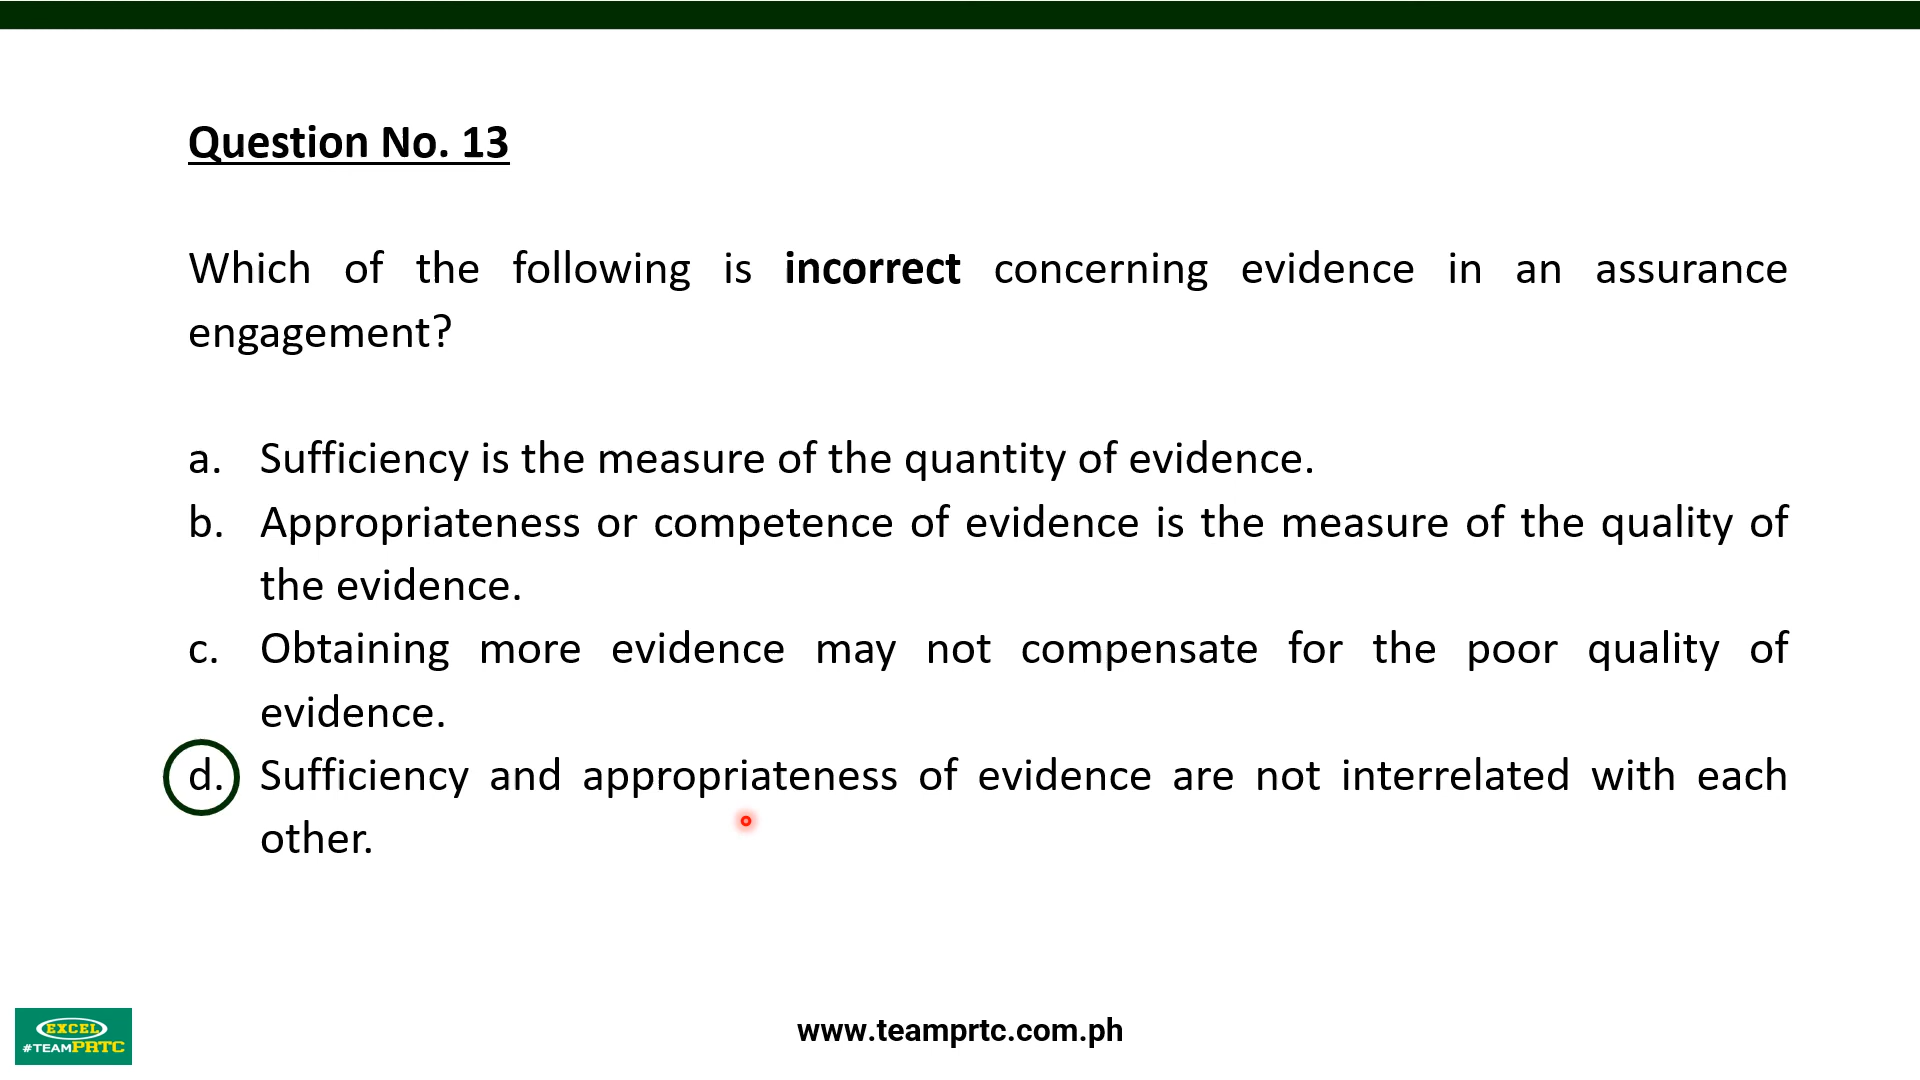 Question No. 13
Which of the following is incorrect concerning evidence in an assurance
engagement?
a. Sufficiency is the measure of the quantity of evidence.
b. Appropriateness or competence of evidence is the measure of the quality of
the evidence.
c. Obtaining more evidence may not compensate for the poor quality of
evidence.
d. Sufficiency and appropriateness of evidence are not interrelated with each
other.
EXCEL
#TEAMPRTC
www.teamprtc.com.ph